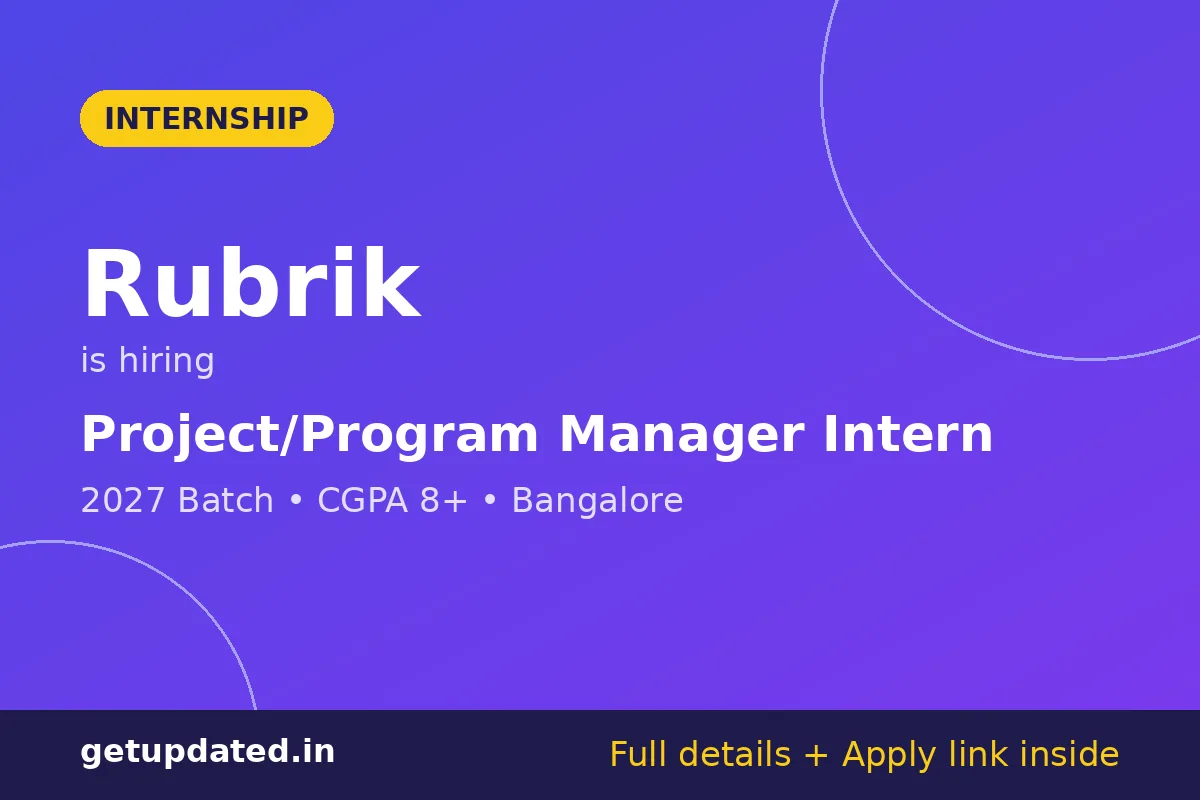 INTERNSHIP
Rubrik
is hiring
Project/Program Manager Intern
2027 Batch • CGPA 8+ • Bangalore
getupdated.in
Full details + Apply link inside